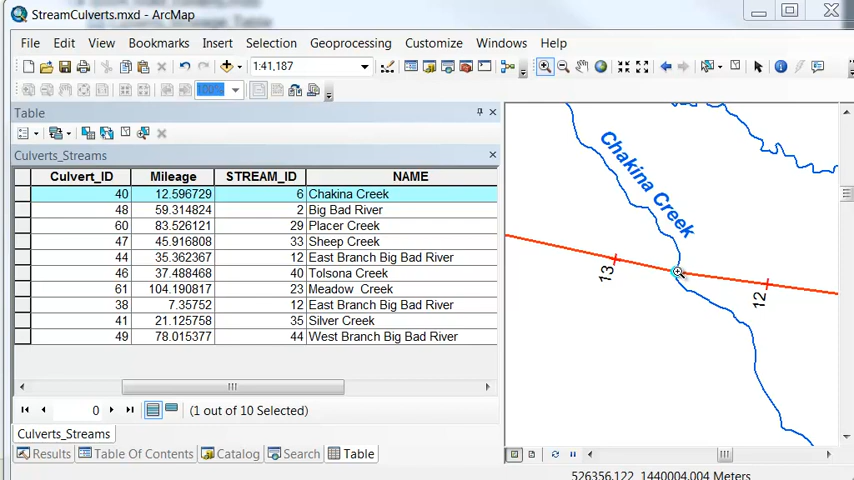 StreamCulverts.mxd - ArcMap
File Edit View Bookmarks Insert Selection Geoprocessing Customize Windows Help
1:41,187
100%
Table
Culverts_Streams
Culvert_ID Mileage STREAM_ID NAME
40 12.596729 6 Chakina Creek
48 59.314824 2 Big Bad River
60 83.526121 29 Placer Creek
47 45.916808 33 Sheep Creek
44 35.362367 12 East Branch Big Bad River
46 37.488468 40 Tolsona Creek
61 104.190817 23 Meadow Creek
38 7.35752 12 East Branch Big Bad River
41 21.125758 35 Silver Creek
49 78.015377 44 West Branch Big Bad River
0 (1 out of 10 Selected)
Culverts_Streams
Results Table Of Contents Catalog Search Table
Chakina Creek
13
12
526356.122 1440004.004 Meters